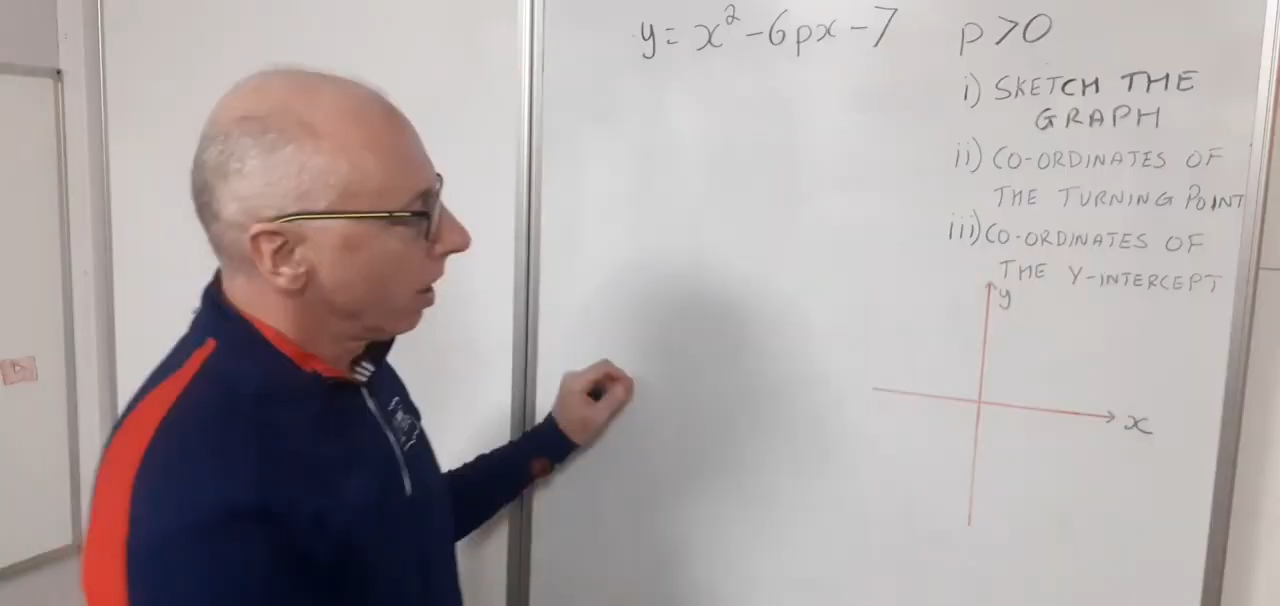 y = x² - 6px - 7 p > 0
i) SKETCH THE
GRAPH
ii) CO-ORDINATES OF
THE TURNING POINT
iii) CO-ORDINATES OF
THE Y-INTERCEPT
y
x